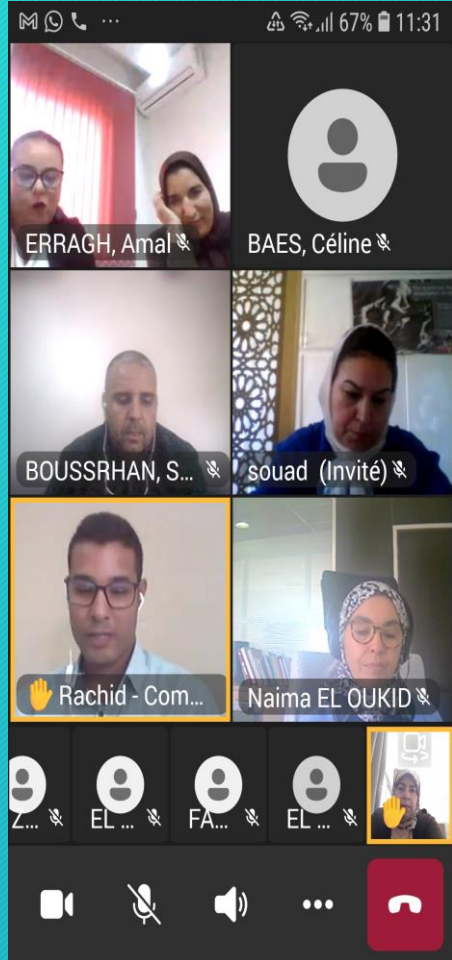 67% 11:31
ERRAGH, Amal
BAES, Céline
BOUSSRHAN, S...
souad (Invité)
Rachid - Com...
Naima EL OUKID
Z...
EL ...
FA...
EL ...